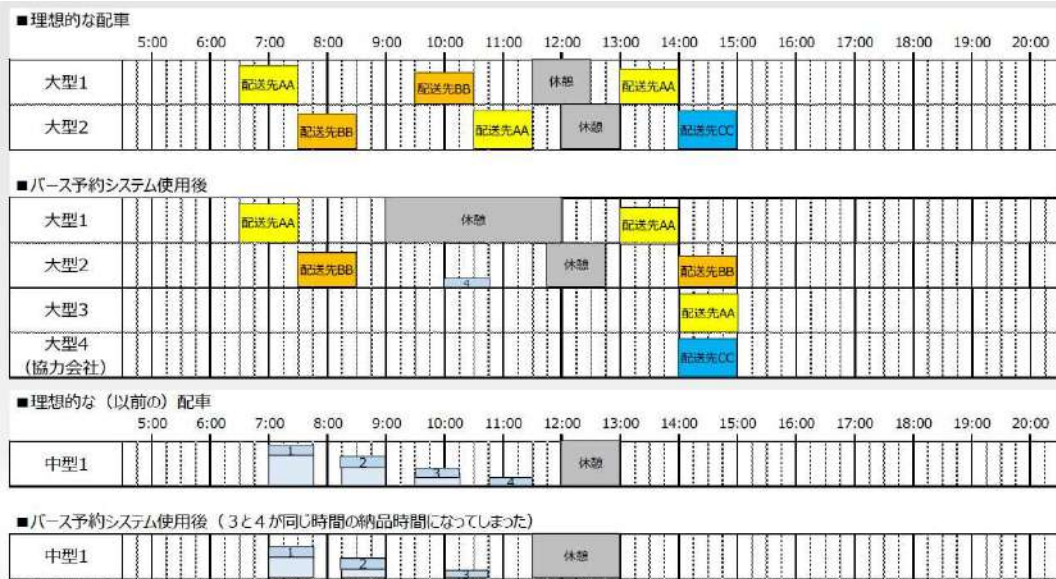 ■理想的な配車
5:00 6:00 7:00 8:00 9:00 10:00 11:00 12:00 13:00 14:00 15:00 16:00 17:00 18:00 19:00 20:00
大型1 配送先AA 配送先BB 休憩 配送先AA
大型2 配送先BB 配送先AA 休憩 配送先CC
■バース予約システム使用後
大型1 配送先AA 休憩 配送先AA
大型2 配送先BB 4 休憩 配送先BB
大型3 配送先AA
大型4 配送先CC
(協力会社)
■理想的な（以前の）配車
5:00 6:00 7:00 8:00 9:00 10:00 11:00 12:00 13:00 14:00 15:00 16:00 17:00 18:00 19:00 20:00
中型1 1 2 3 4 休憩
■バース予約システム使用後（３と４が同じ時間の納品時間になってしまった）
中型1 1 2 3 休憩